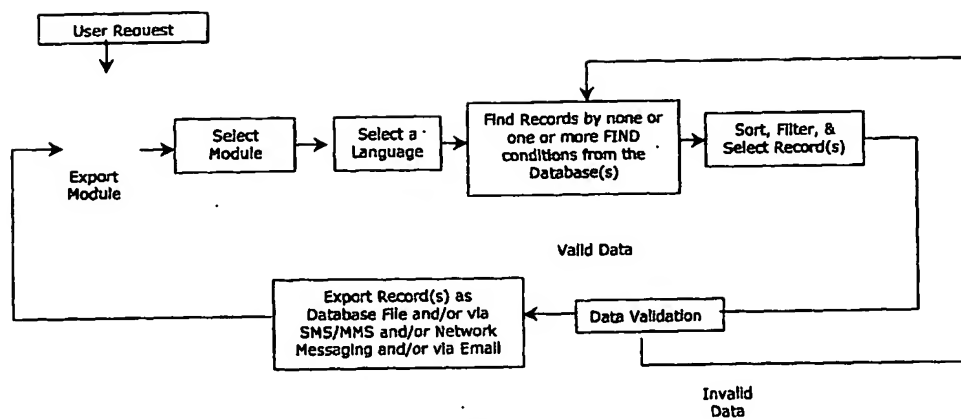 User Request
Export
Module
Select
Module
Select a
Language
Find Records by none or
one or more FIND
conditions from the
Database(s)
Sort, Filter, &
Select Record(s)
Valid Data
Export Record(s) as
Database File and/or via
SMS/MMS and/or Network
Messaging and/or via Email
Data Validation
Invalid
Data